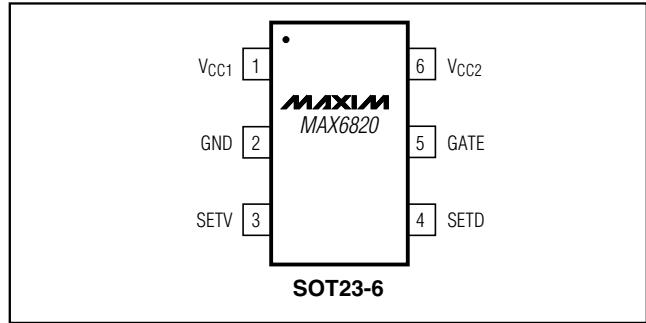 VCC1 1 6 VCC2
MAXIM
MAX6820
GND 2 5 GATE
SETV 3 4 SETD
SOT23-6